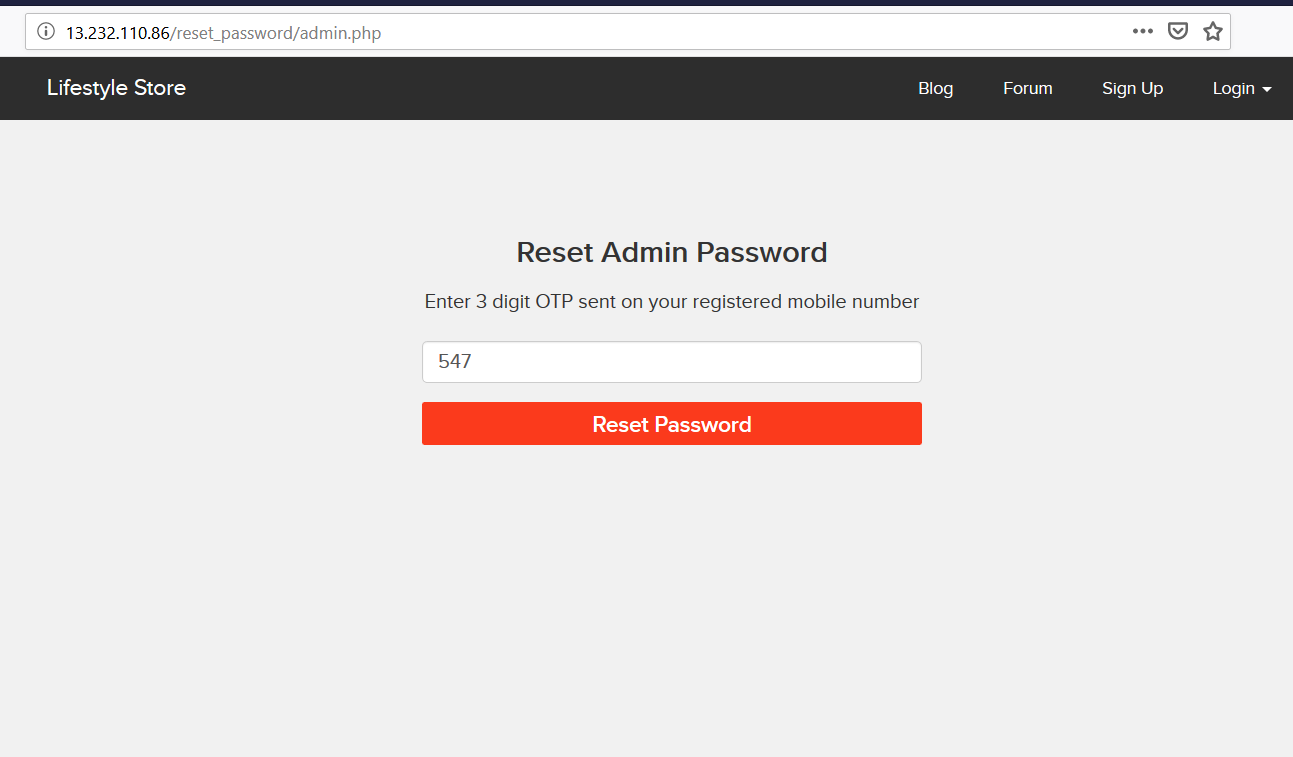 13.232.110.86/reset_password/admin.php
Lifestyle Store
Blog
Forum
Sign Up
Login
Reset Admin Password
Enter 3 digit OTP sent on your registered mobile number
547
Reset Password